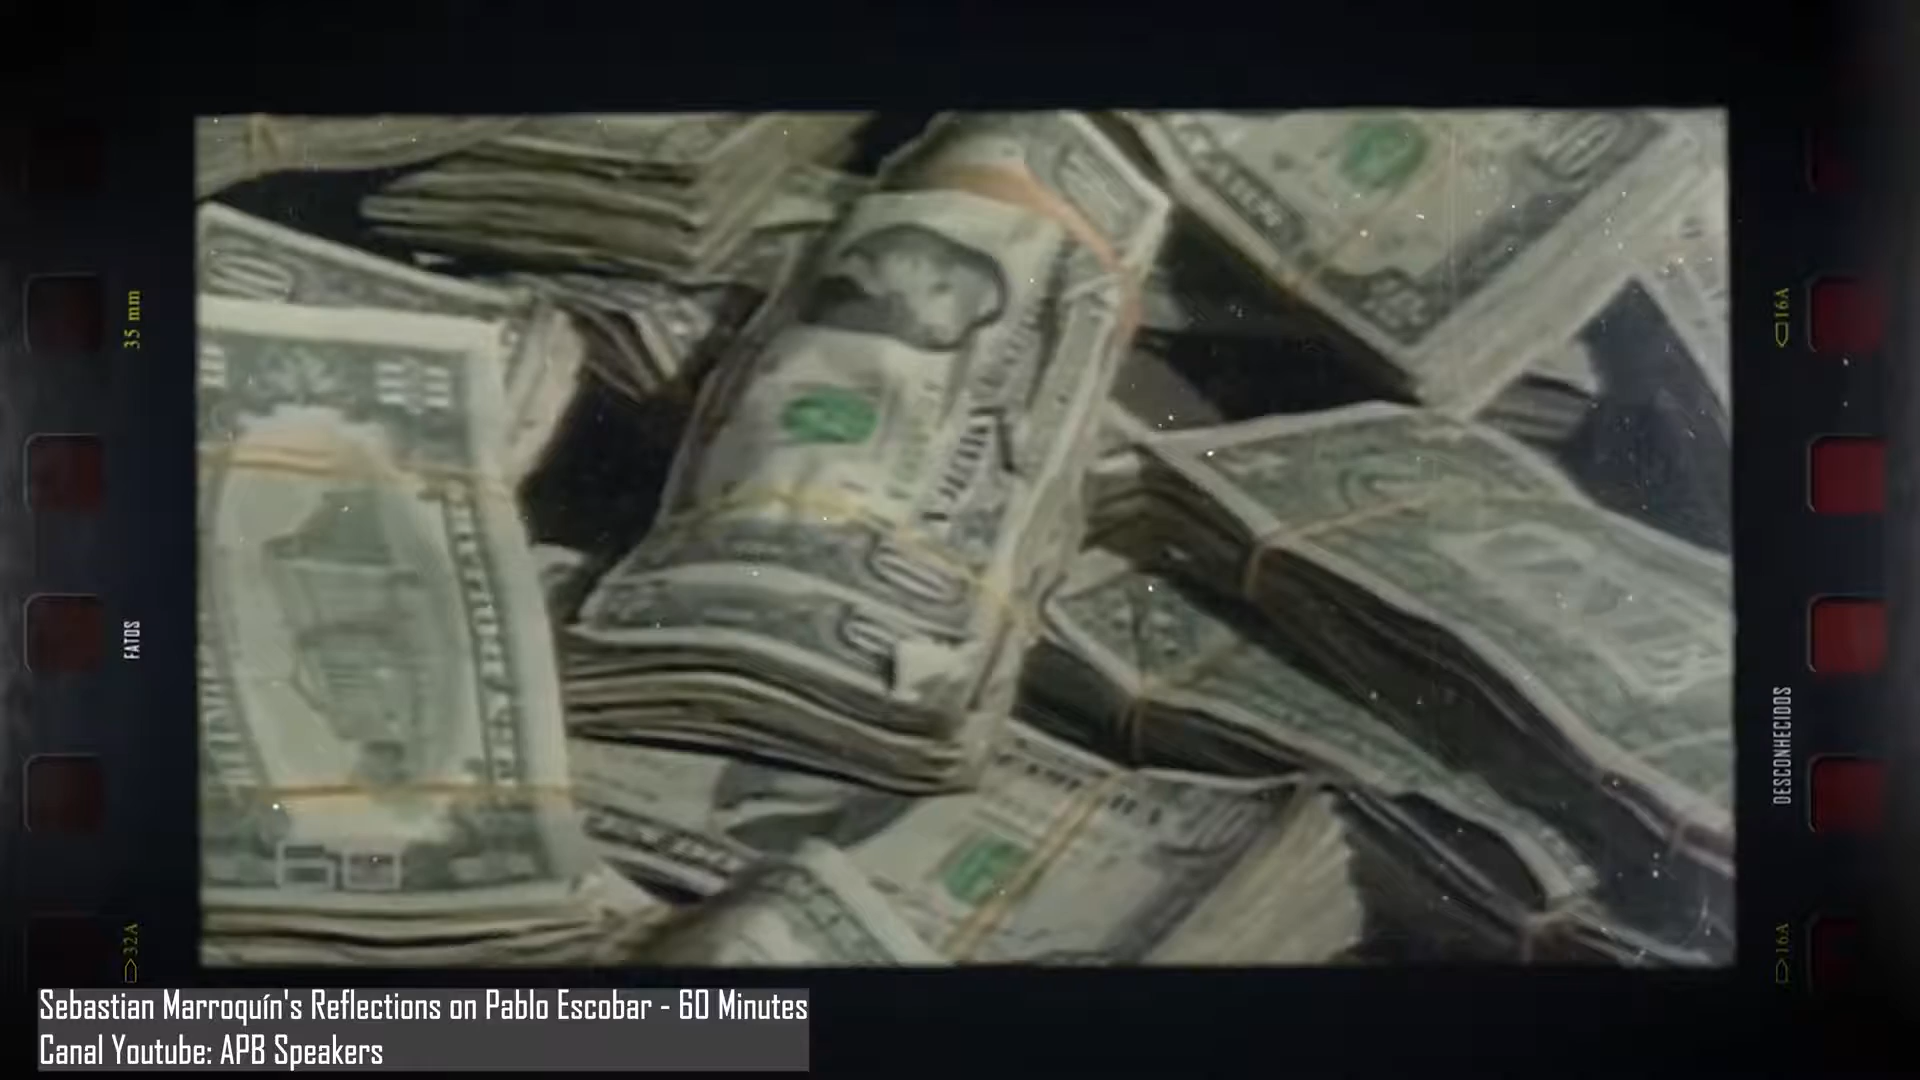 35 mm
FATOS
32A
16A
DESCONHECIDOS
16A
Sebastian Marroquín's Reflections on Pablo Escobar - 60 Minutes
Canal Youtube: APB Speakers